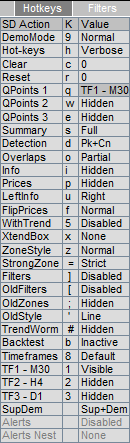 Hotkeys Filters
SD Action K Value
DemoMode 9 Normal
Hot-keys h Verbose
Clear c 0
Reset r 0
QPoints 1 q TF1 - M30
QPoints 2 w Hidden
QPoints 3 e Hidden
Summary s Full
Detection d Pk+Cn
Overlaps o Partial
Info i Hidden
Prices p Hidden
LeftInfo u Right
FlipPrices f Normal
WithTrend 5 Disabled
XtendBox x None
ZoneStyle z Normal
StrongZone = Strict
Filters ] Disabled
OldFilters [ Disabled
OldZones ; Hidden
OldStyle ' Line
TrendWorm # Hidden
Backtest b Inactive
Timeframes 8 Default
TF1 - M30 1 Visible
TF2 - H4 2 Hidden
TF3 - D1 3 Hidden
SupDem Sup+Dem
Alerts Disabled
Alerts Nest None